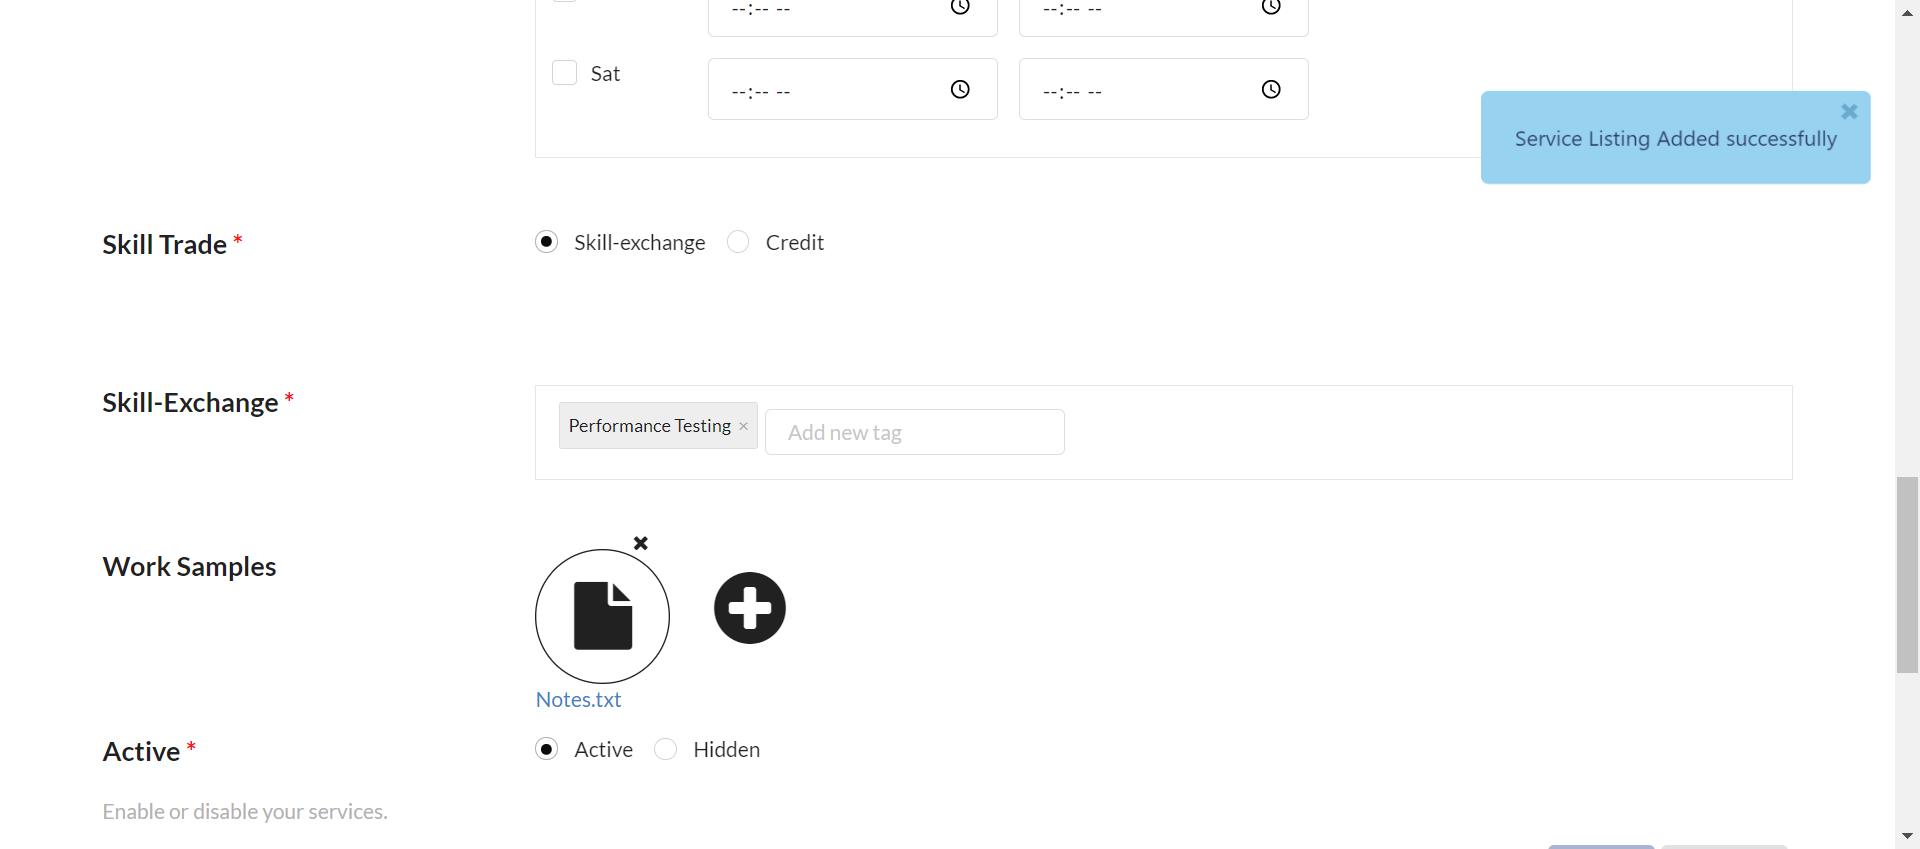 --:-- -- --:-- --
Sat --:-- -- --:-- --
Service Listing Added successfully
Skill Trade * Skill-exchange Credit
Skill-Exchange * Performance Testing × Add new tag
Work Samples
Notes.txt
Active * Active Hidden
Enable or disable your services.